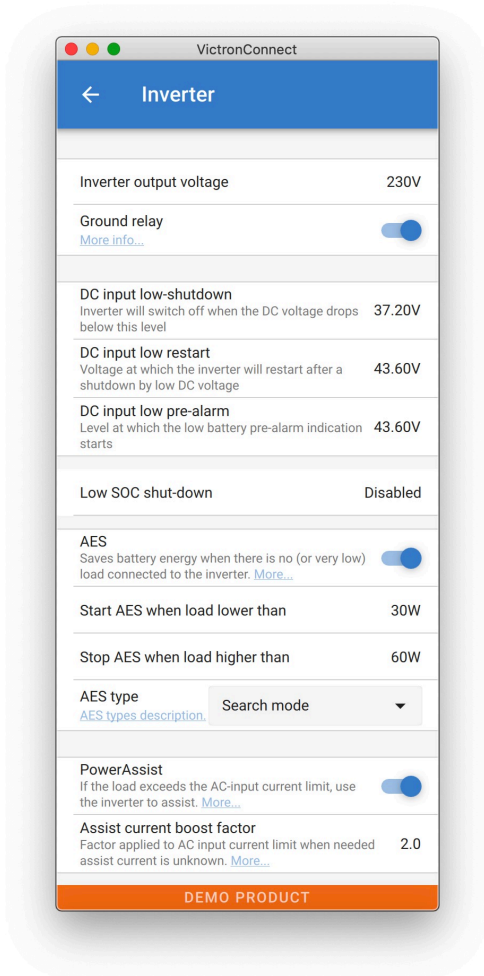 VictronConnect
Inverter
Inverter output voltage 230V
Ground relay
More info...
DC input low-shutdown
Inverter will switch off when the DC voltage drops 37.20V
below this level
DC input low restart
Voltage at which the inverter will restart after a 43.60V
shutdown by low DC voltage
DC input low pre-alarm
Level at which the low battery pre-alarm indication 43.60V
starts
Low SOC shut-down Disabled
AES
Saves battery energy when there is no (or very low)
load connected to the inverter. More...
Start AES when load lower than 30W
Stop AES when load higher than 60W
AES type
AES types description. Search mode
PowerAssist
If the load exceeds the AC-input current limit, use
the inverter to assist. More...
Assist current boost factor
Factor applied to AC input current limit when needed 2.0
assist current is unknown. More...
DEMO PRODUCT